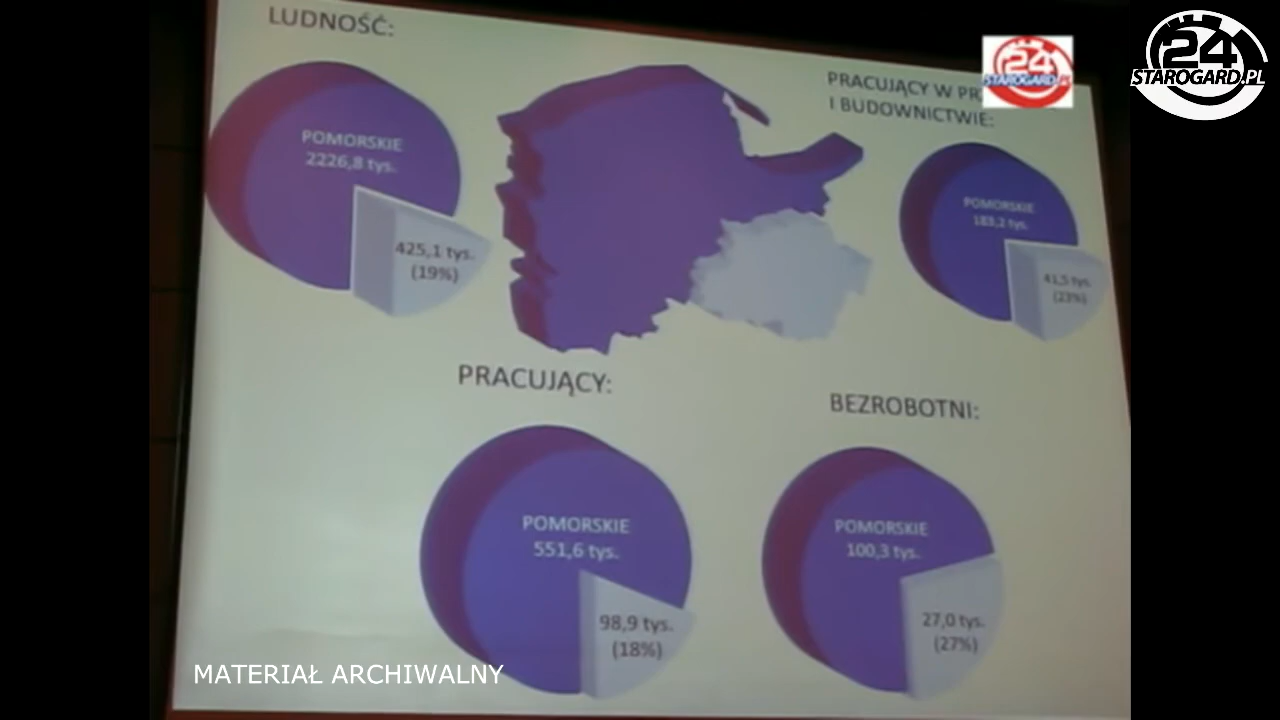 LUDNOŚĆ:
POMORSKIE
2226,8 tys.
425,1 tys.
(19%)
PRACUJĄCY W
I BUDOWNICTWIE:
POMORSKIE
183,2 tys.
41,5 tys.
(23%)
PRACUJĄCY:
POMORSKIE
551,6 tys.
98,9 tys.
(18%)
BEZROBOTNI:
POMORSKIE
100,3 tys.
27,0 tys.
(27%)
MATERIAŁ ARCHIWALNY
24
STAROGARD.PL
24
STAROGARD.PL